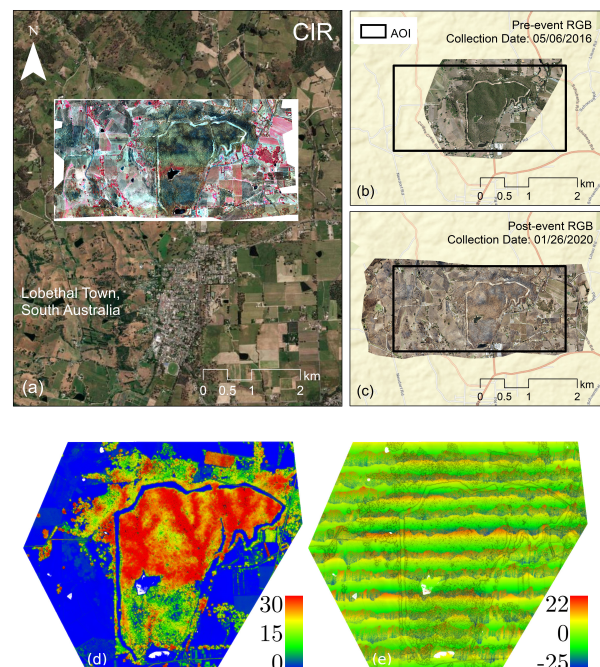 N
CIR
Lobethal Town,
South Australia
(a)
km
0 0.5 1 2
AOI
Pre-event RGB
Collection Date: 05/06/2016
(b)
km
0 0.5 1 2
Post-event RGB
Collection Date: 01/26/2020
(c)
km
0 0.5 1 2
30
15
0
(d)
22
-25
(e)